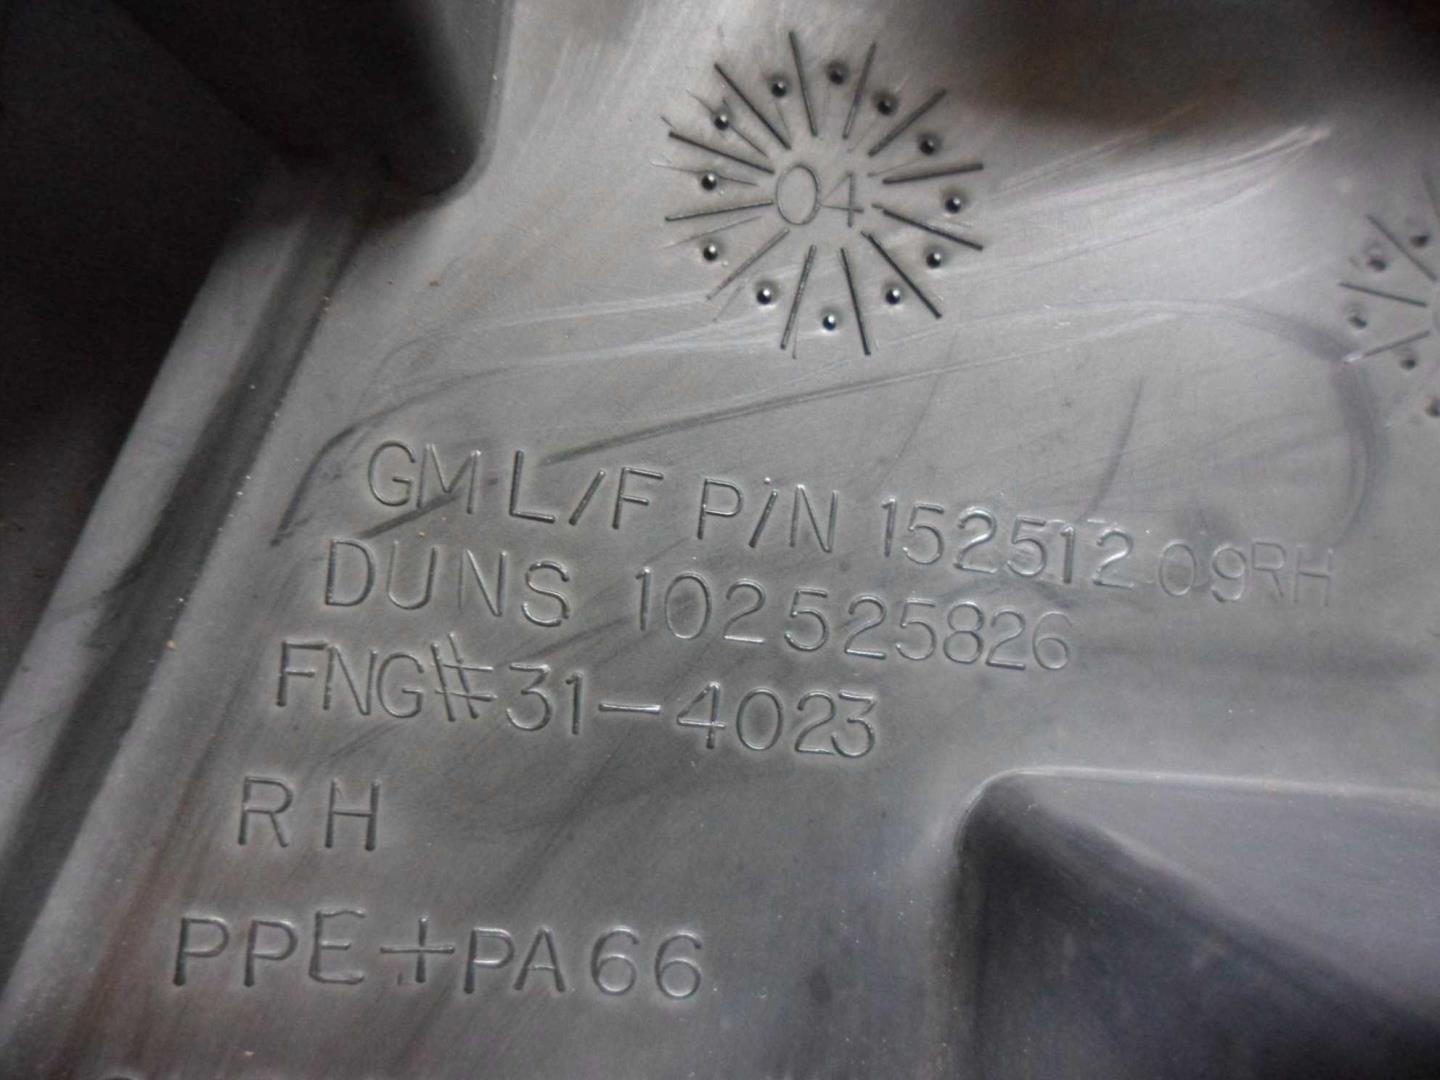 04
GM L/F P/N 15251209RH
DUNS 102525826
FNG#31-4023
RH
PPE+PA66